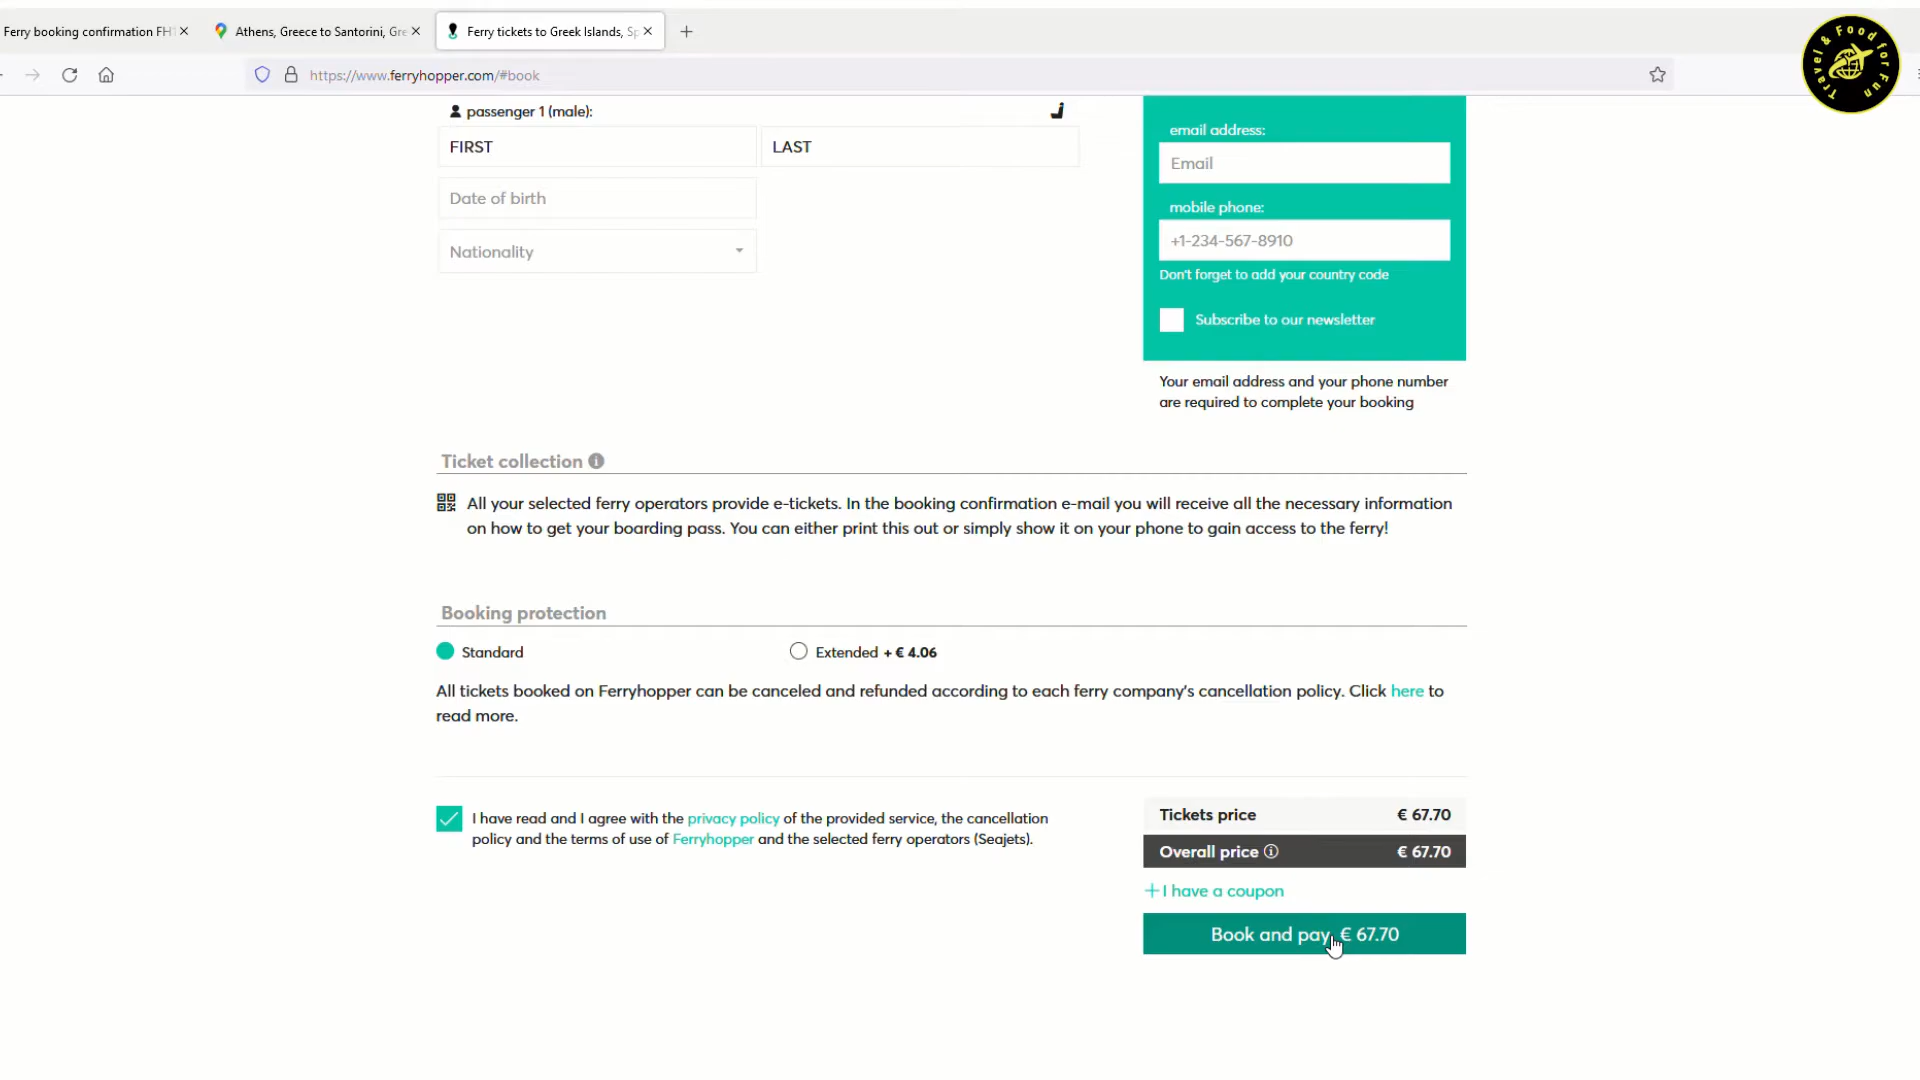 Ferry booking confirmation FH
Athens, Greece to Santorini, Gre
Ferry tickets to Greek Islands, Sp
https://www.ferryhopper.com/#book
Travel & Food for Fun
passenger 1 (male):
FIRST
LAST
Date of birth
Nationality
email address:
Email
mobile phone:
+1-234-567-8910
Don't forget to add your country code
Subscribe to our newsletter
Your email address and your phone number
are required to complete your booking
Ticket collection
All your selected ferry operators provide e-tickets. In the booking confirmation e-mail you will receive all the necessary information
on how to get your boarding pass. You can either print this out or simply show it on your phone to gain access to the ferry!
Booking protection
Standard
Extended + € 4.06
All tickets booked on Ferryhopper can be canceled and refunded according to each ferry company's cancellation policy. Click here to
read more.
I have read and I agree with the privacy policy of the provided service, the cancellation
policy and the terms of use of Ferryhopper and the selected ferry operators (Seajets).
Tickets price € 67.70
Overall price € 67.70
+ I have a coupon
Book and pay € 67.70